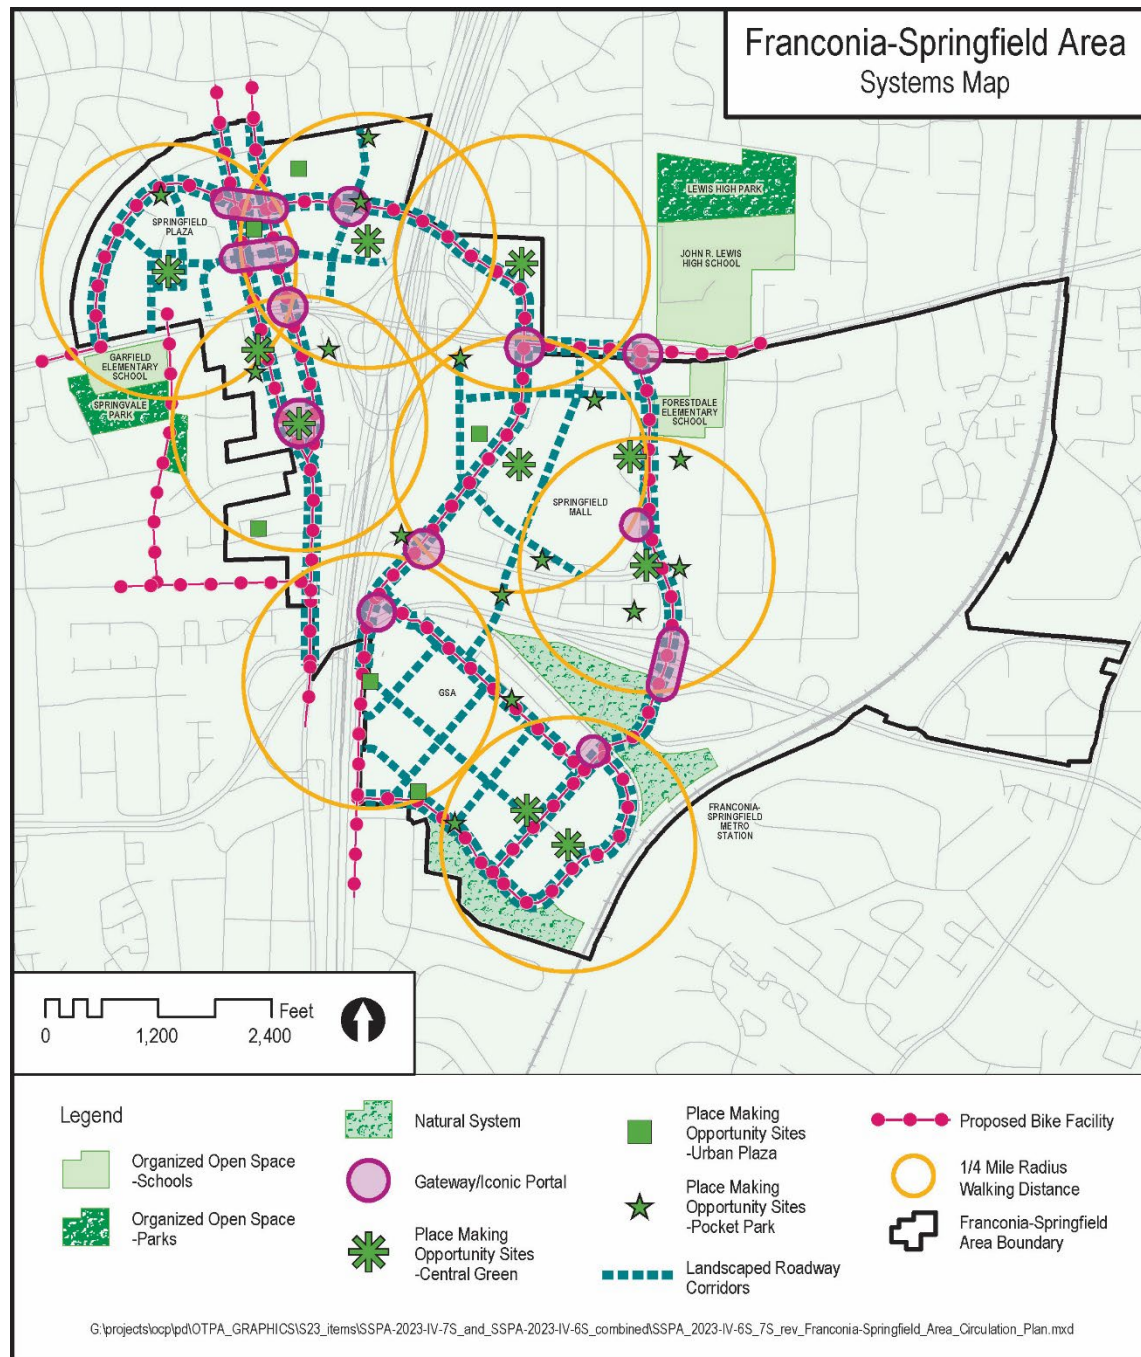 Franconia-Springfield Area
Systems Map
LEWIS HIGH PARK
JOHN R. LEWIS
HIGH SCHOOL
SPRINGFIELD
PLAZA
GARFIELD
ELEMENTARY
SCHOOL
SPRINGVALE
PARK
FORESTDALE
ELEMENTARY
SCHOOL
SPRINGFIELD
MALL
GSA
FRANCONIA-
SPRINGFIELD
METRO
STATION
Feet
0 1,200 2,400
Legend
Organized Open Space
-Schools
Organized Open Space
-Parks
Natural System
Gateway/Iconic Portal
Place Making
Opportunity Sites
-Central Green
Place Making
Opportunity Sites
-Urban Plaza
Place Making
Opportunity Sites
-Pocket Park
Landscaped Roadway
Corridors
Proposed Bike Facility
1/4 Mile Radius
Walking Distance
Franconia-Springfield
Area Boundary
G:\projects\ocp\pd\OTPA_GRAPHICS\S23_items\SSPA-2023-IV-7S_and_SSPA-2023-IV-6S_combined\SSPA_2023-IV-6S_7S_rev_Franconia-Springfield_Area_Circulation_Plan.mxd